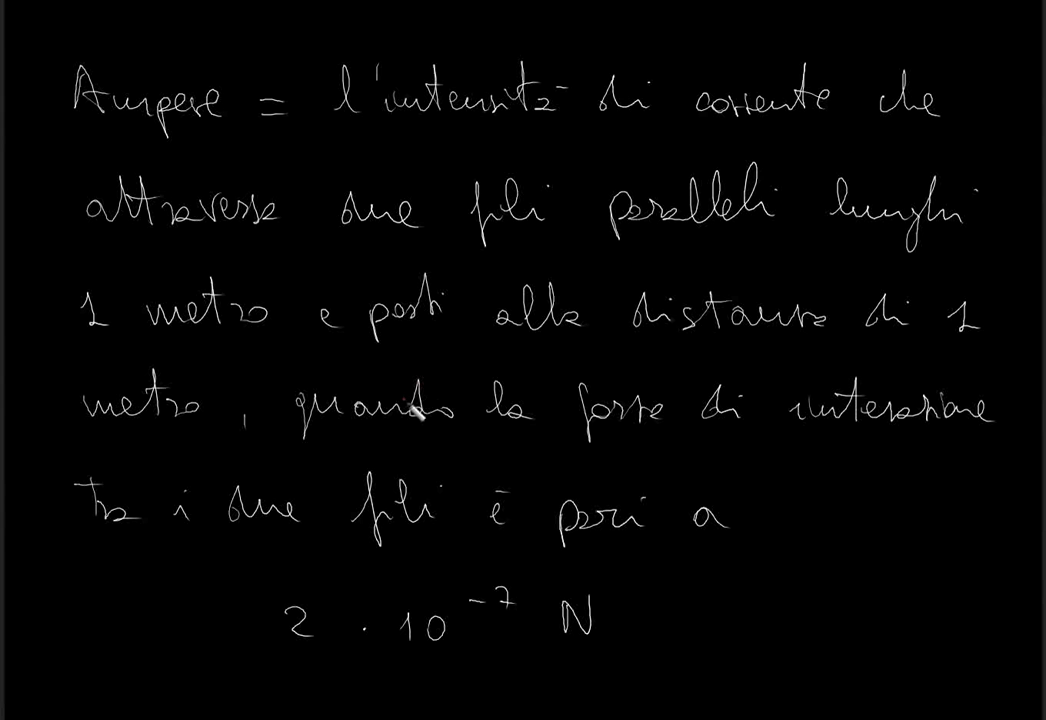 Ampere = l'intensità di corrente che
attraversa due fili paralleli lunghi
1 metro e posti alla distanza di 1
metro, quando la forza di interazione
tra i due fili è pari a
2 · 10⁻⁷ N